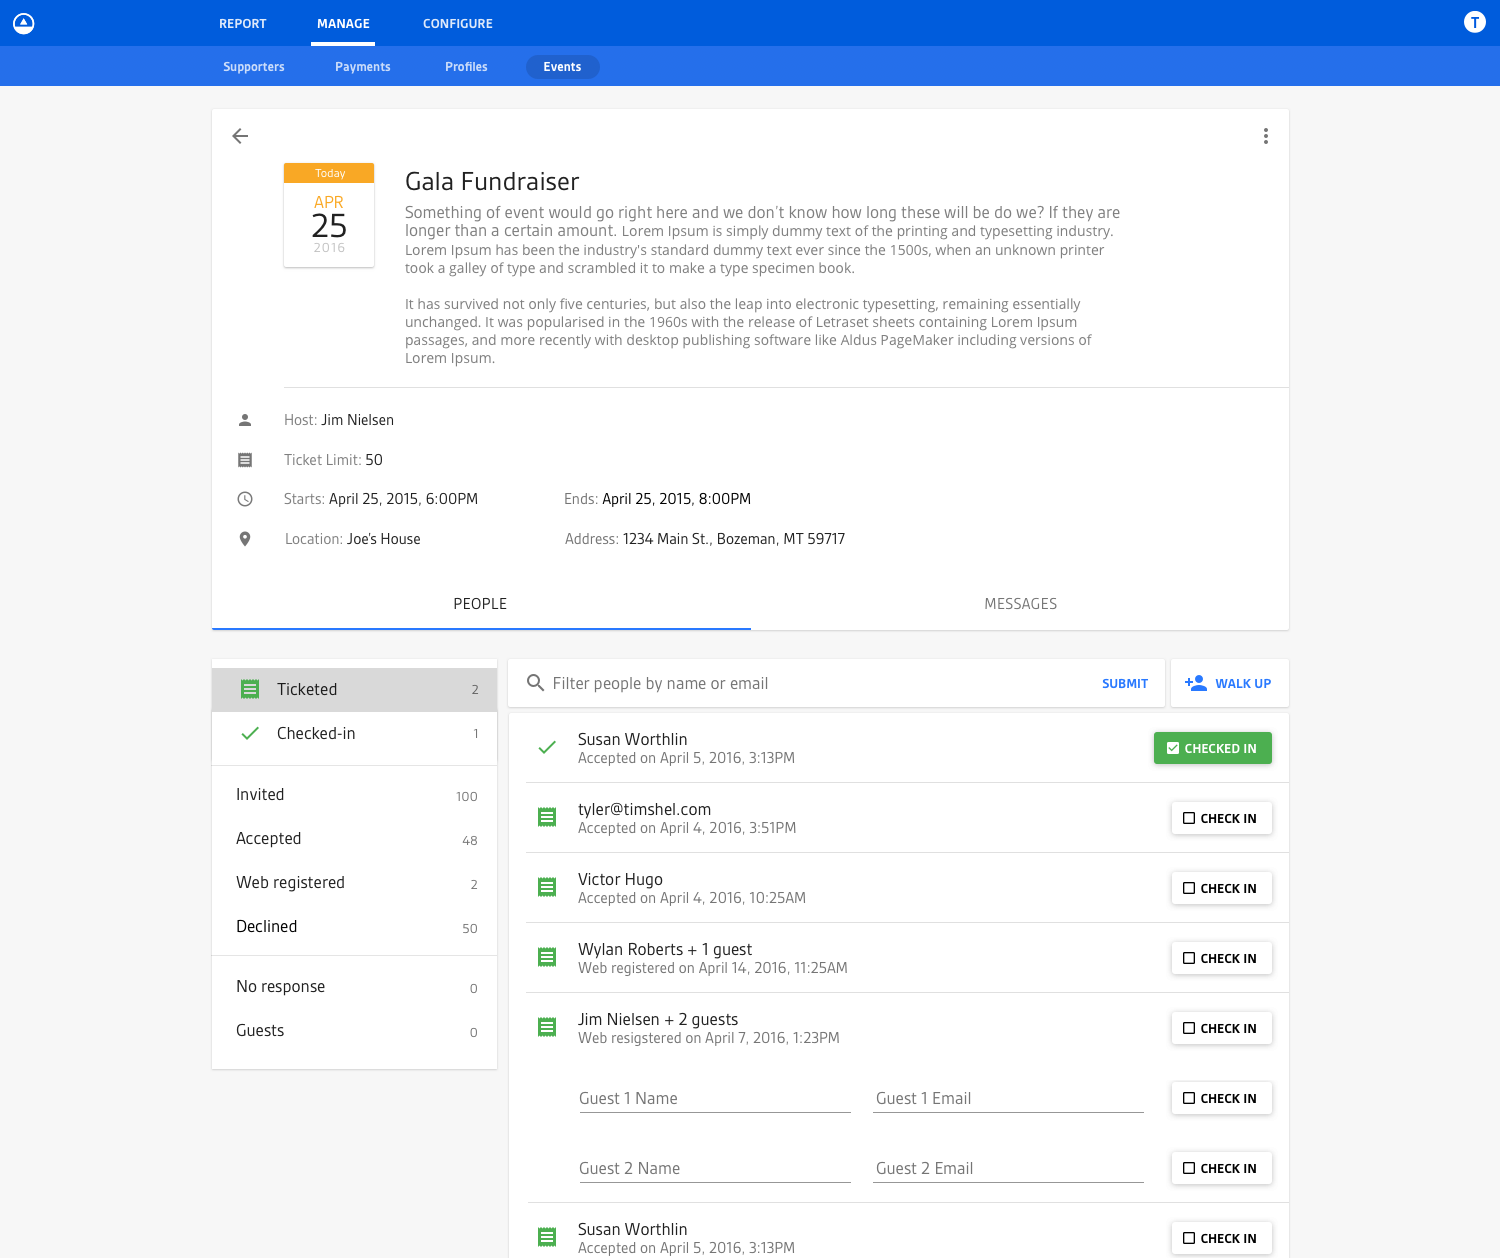 REPORT MANAGE CONFIGURE T
Supporters Payments Profiles Events
Today
APR
25
2016
Gala Fundraiser
Something of event would go right here and we don't know how long these will be do we? If they are
longer than a certain amount. Lorem Ipsum is simply dummy text of the printing and typesetting industry.
Lorem Ipsum has been the industry's standard dummy text ever since the 1500s, when an unknown printer
took a galley of type and scrambled it to make a type specimen book.
It has survived not only five centuries, but also the leap into electronic typesetting, remaining essentially
unchanged. It was popularised in the 1960s with the release of Letraset sheets containing Lorem Ipsum
passages, and more recently with desktop publishing software like Aldus PageMaker including versions of
Lorem Ipsum.
Host: Jim Nielsen
Ticket Limit: 50
Starts: April 25, 2015, 6:00PM Ends: April 25, 2015, 8:00PM
Location: Joe's House Address: 1234 Main St., Bozeman, MT 59717
PEOPLE MESSAGES
Ticketed 2
Checked-in 1
Invited 100
Accepted 48
Web registered 2
Declined 50
No response 0
Guests 0
Filter people by name or email SUBMIT WALK UP
Susan Worthlin
Accepted on April 5, 2016, 3:13PM
CHECKED IN
tyler@timshel.com
Accepted on April 4, 2016, 3:51PM
CHECK IN
Victor Hugo
Accepted on April 4, 2016, 10:25AM
CHECK IN
Wylan Roberts + 1 guest
Web registered on April 14, 2016, 11:25AM
CHECK IN
Jim Nielsen + 2 guests
Web resigstered on April 7, 2016, 1:23PM
CHECK IN
Guest 1 Name Guest 1 Email CHECK IN
Guest 2 Name Guest 2 Email CHECK IN
Susan Worthlin
Accepted on April 5, 2016, 3:13PM
CHECK IN